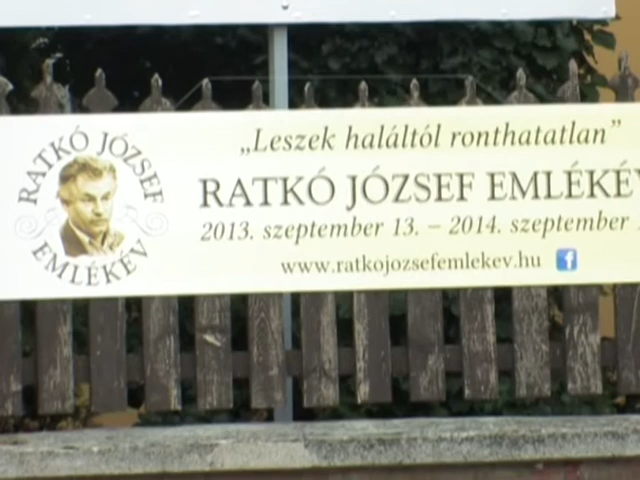 RATKÓ JÓZSEF
EMLÉKÉV
„Leszek haláltól ronthatatlan”
RATKÓ JÓZSEF EMLÉKÉV
2013. szeptember 13. – 2014. szeptember
www.ratkojozsefemlekev.hu f